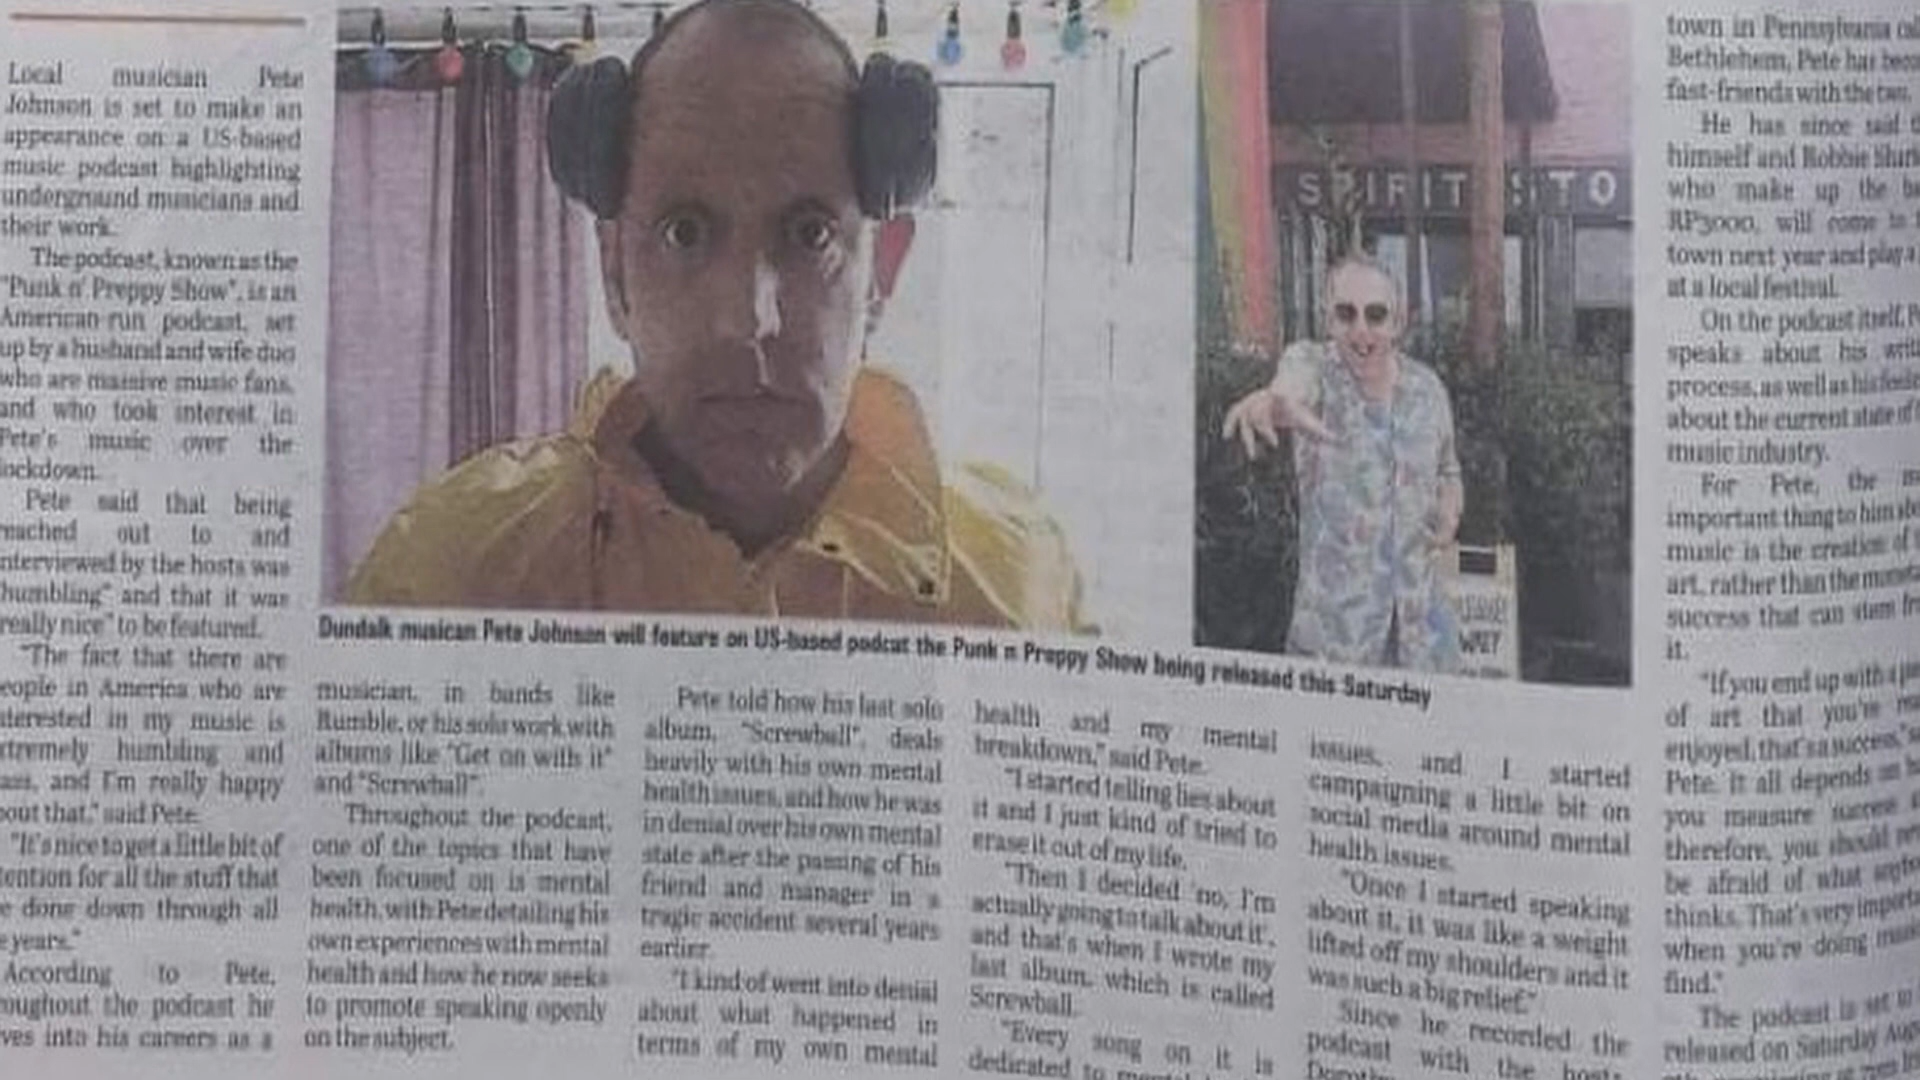 Local musician Pete
Johnson is set to make an
appearance on a US-based
music podcast highlighting
underground musicians and
their work.
The podcast, known as the
"Punk n' Preppy Show", is an
American-run podcast, set
up by a husband and wife duo
who are massive music fans,
and who took interest in
Pete's music over the
lockdown.
Pete said that being
reached out to and
interviewed by the hosts was
"humbling" and that it was
"really nice" to be featured.
"The fact that there are
eople in America who are
terested in my music is
xtremely humbling and
and I'm really happy
bout that," said Pete.
"It's nice to get a little bit of
tention for all the stuff that
e done down through all
e years."
According to Pete,
roughout the podcast he
ves into his careers as a
SPIRIT STO
Dundalk musican Pete Johnson will feature on US-based podcat the Punk n Preppy Show being released this Saturday
musician, in bands like
Rumble, or his solo work with
albums like "Get on with it"
and "Screwball".
Throughout the podcast,
one of the topics that have
been focused on is mental
health, with Pete detailing his
own experiences with mental
health and how he now seeks
to promote speaking openly
on the subject.
Pete told how his last solo
album, "Screwball", deals
heavily with his own mental
health issues, and how he was
in denial over his own mental
state after the passing of his
friend and manager in a
tragic accident several years
earlier.
"I kind of went into denial
about what happened in
terms of my own mental
health and my mental
breakdown," said Pete.
"I started telling lies about
it and I just kind of tried to
erase it out of my life.
"Then I decided 'no, I'm
actually going to talk about it',
and that's when I wrote my
last album, which is called
Screwball.
"Every song on it is
dedicated to
issues, and I started
campaigning a little bit on
social media around mental
health issues.
"Once I started speaking
about it, it was like a weight
lifted off my shoulders and it
was such a big relief."
Since he recorded the
podcast with the hosts
town in Pennsylvania
Bethlehem, Pete has
fast-friends with the two.
He has since said
himself and Robbie
who make up the
RP3000, will come to
town next year and play a
at a local festival.
On the podcast itself,
speaks about his
process, as well as his
about the current state of
music industry.
For Pete, the
important thing to him
music is the creation of
art, rather than the
success that can stem
it.
"If you end up with a
of art that you're
enjoyed, that's a success,"
Pete. It all depends on
you measure success
therefore, you should
be afraid of what
thinks. That's very
when you're doing
find."
The podcast is set to
released on Saturday